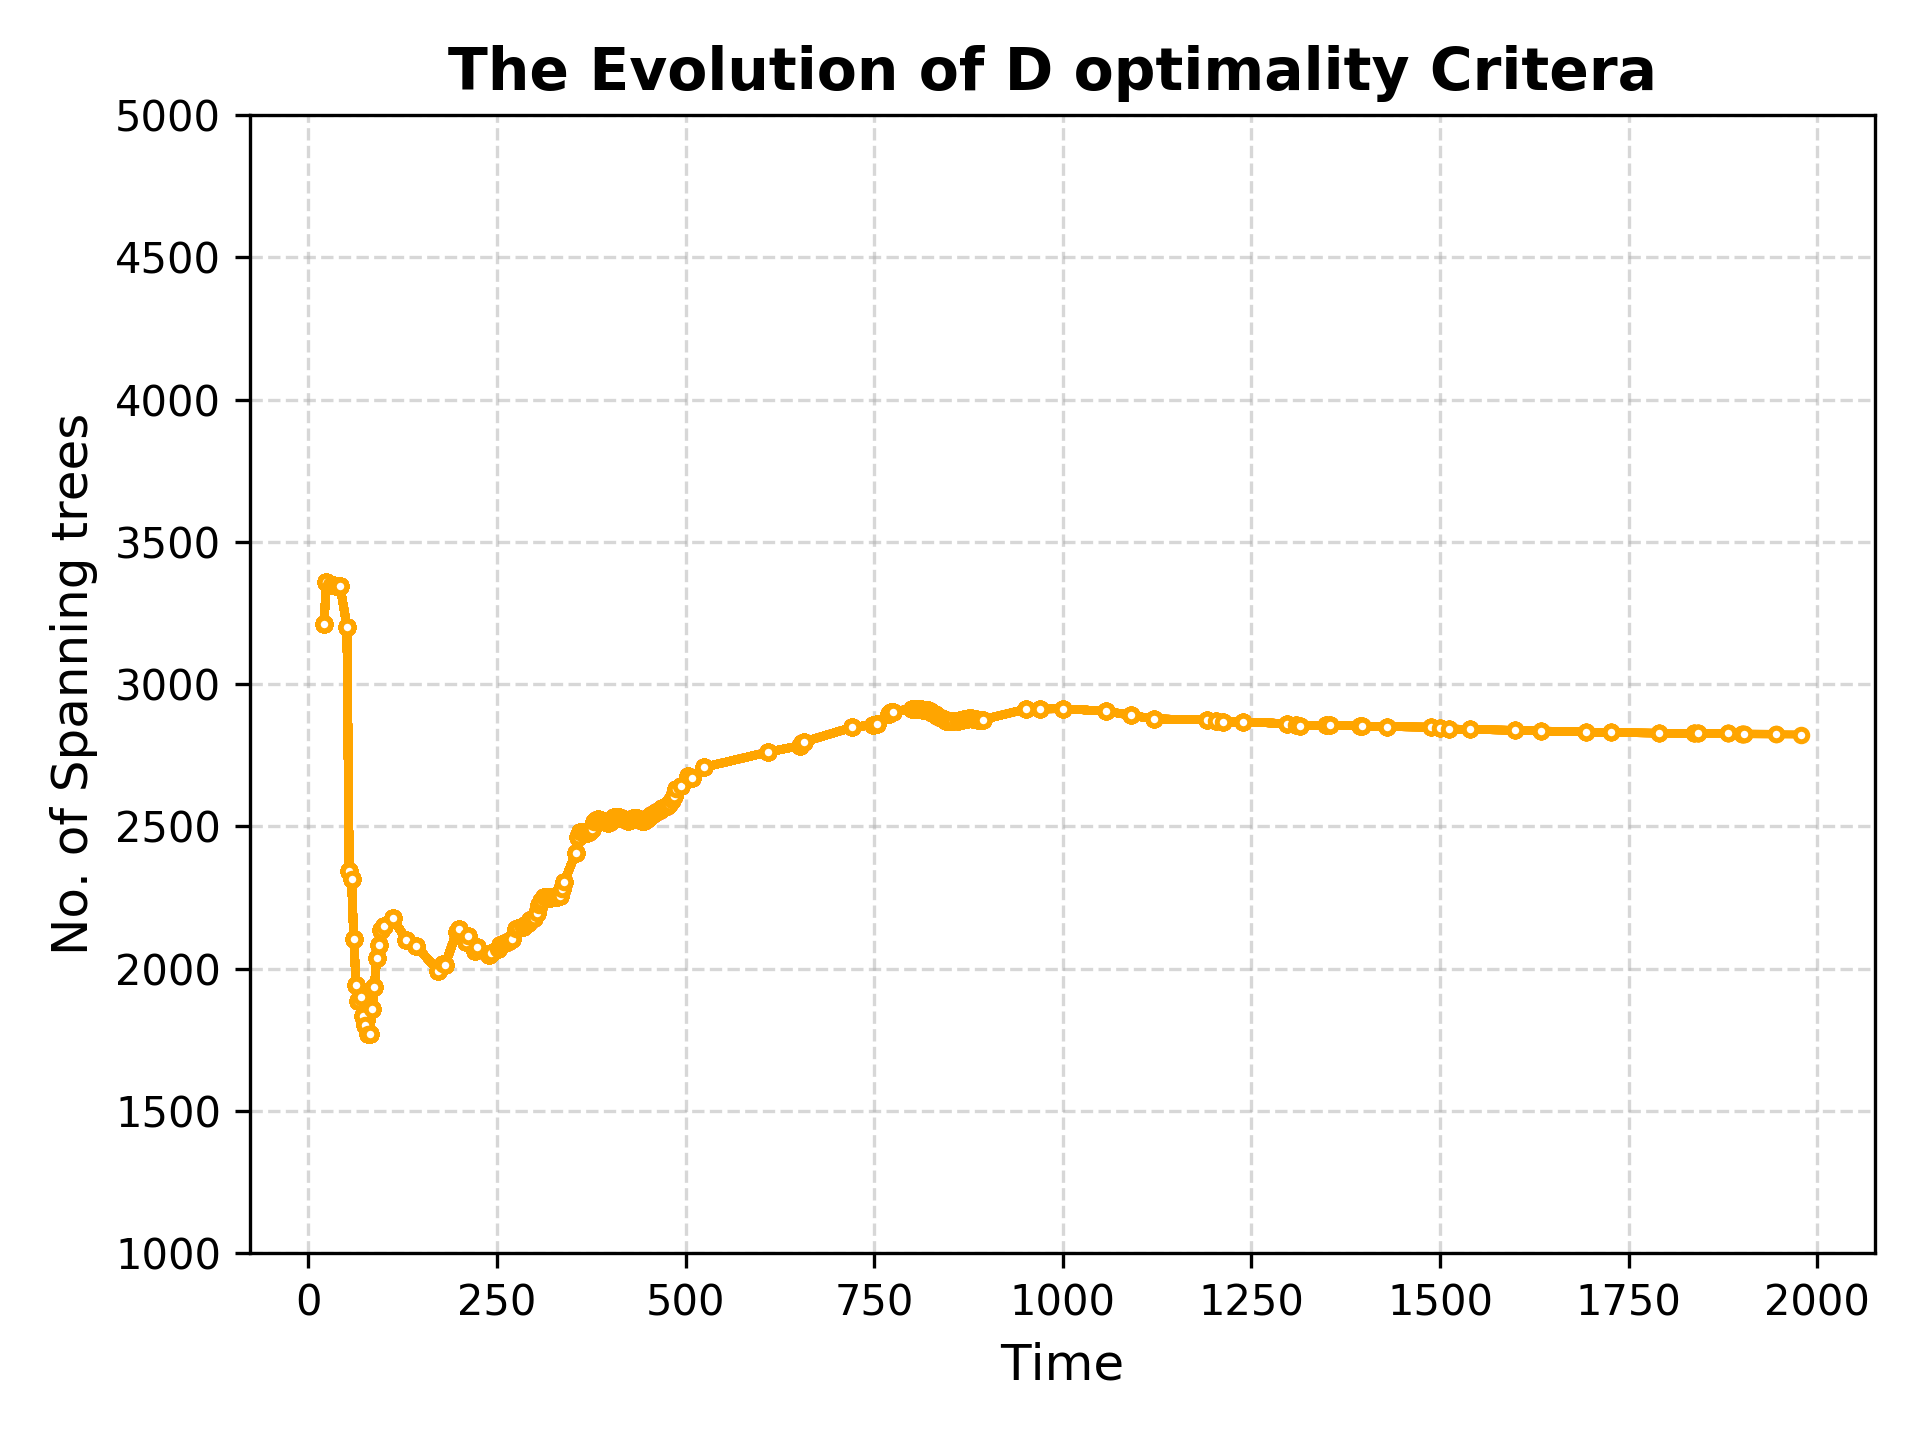 The Evolution of D optimality Critera
5000
4500
4000
3500
3000
2500
2000
1500
1000
No. of Spanning trees
0 250 500 750 1000 1250 1500 1750 2000
Time